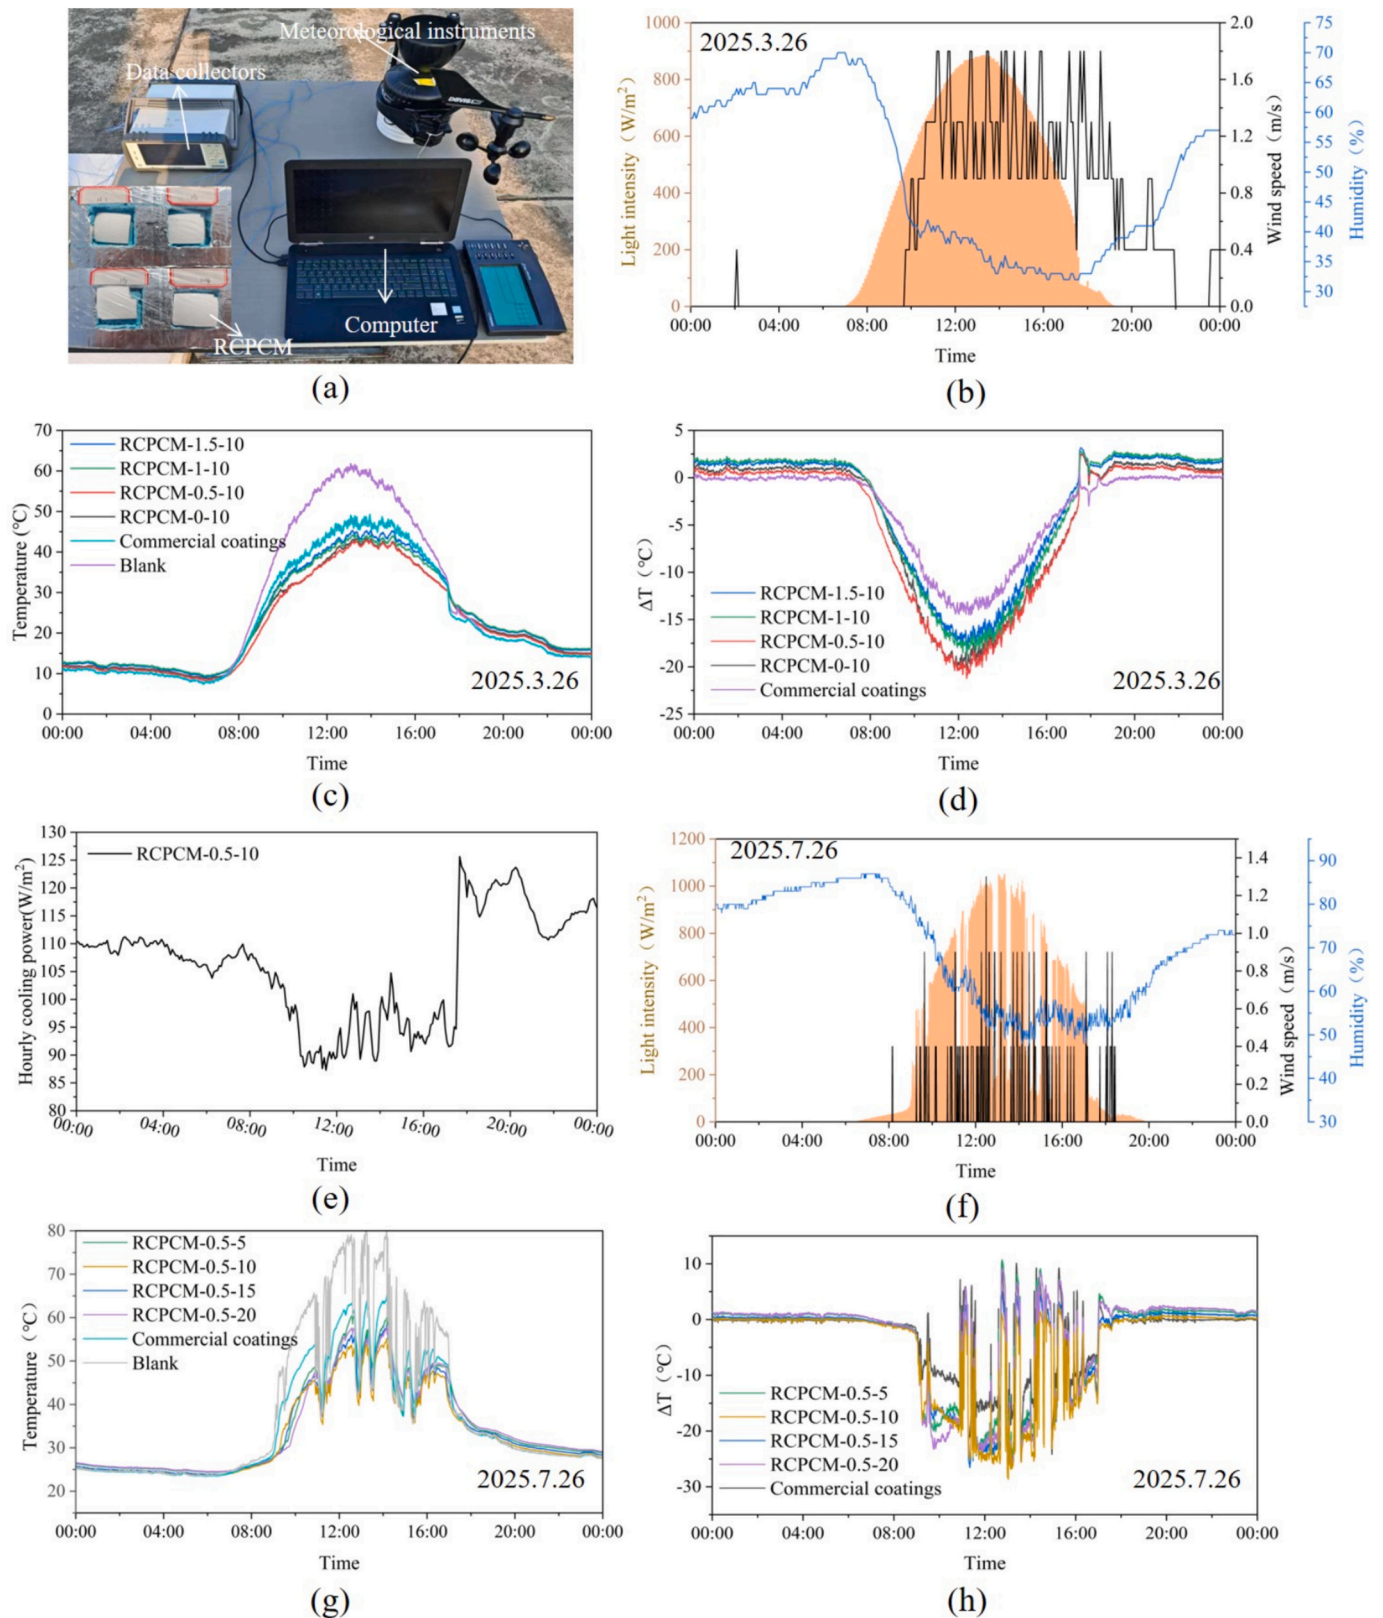 Meteorological instruments
Data collectors
RCPCM
Computer
(a)
2025.3.26
Light intensity（W/m²）
1000
800
600
400
200
0
Wind speed（m/s）
2.0
1.6
1.2
0.8
0.4
0.0
Humidity（%）
75
70
65
60
55
50
45
40
35
30
00:00 04:00 08:00 12:00 16:00 20:00 00:00
Time
(b)
Temperature (°C)
70
60
50
40
30
20
10
0
RCPCM-1.5-10
RCPCM-1-10
RCPCM-0.5-10
RCPCM-0-10
Commercial coatings
Blank
2025.3.26
00:00 04:00 08:00 12:00 16:00 20:00 00:00
Time
(c)
ΔT（°C）
5
0
-5
-10
-15
-20
-25
RCPCM-1.5-10
RCPCM-1-10
RCPCM-0.5-10
RCPCM-0-10
Commercial coatings
2025.3.26
00:00 04:00 08:00 12:00 16:00 20:00 00:00
Time
(d)
Hourly cooling power(W/m²)
130
125
120
115
110
105
100
95
90
85
80
RCPCM-0.5-10
00:00 04:00 08:00 12:00 16:00 20:00 00:00
Time
(e)
2025.7.26
Light intensity（W/m²）
1200
1000
800
600
400
200
0
Wind speed（m/s）
1.4
1.2
1.0
0.8
0.6
0.4
0.2
0.0
Humidity（%）
90
80
70
60
50
40
30
00:00 04:00 08:00 12:00 16:00 20:00 00:00
Time
(f)
Temperature（°C）
80
70
60
50
40
30
20
RCPCM-0.5-5
RCPCM-0.5-10
RCPCM-0.5-15
RCPCM-0.5-20
Commercial coatings
Blank
2025.7.26
00:00 04:00 08:00 12:00 16:00 20:00 00:00
Time
(g)
ΔT（°C）
10
0
-10
-20
-30
RCPCM-0.5-5
RCPCM-0.5-10
RCPCM-0.5-15
RCPCM-0.5-20
Commercial coatings
2025.7.26
00:00 04:00 08:00 12:00 16:00 20:00 00:00
Time
(h)